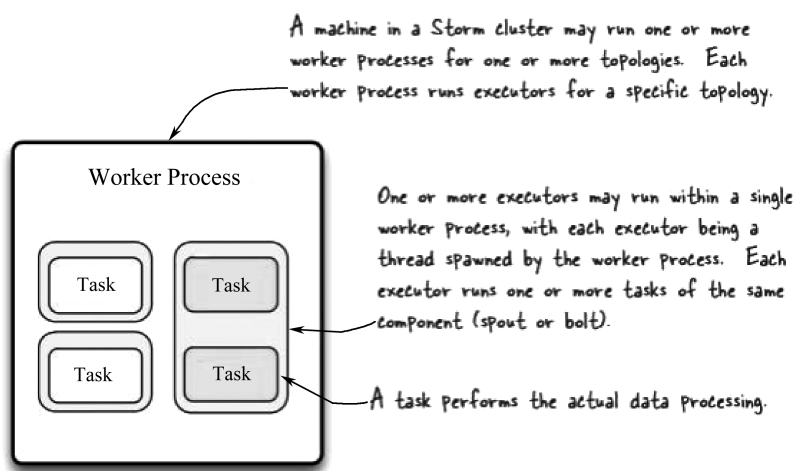 A machine in a Storm cluster may run one or more
worker processes for one or more topologies. Each
worker process runs executors for a specific topology.
Worker Process
One or more executors may run within a single
worker process, with each executor being a
thread spawned by the worker process. Each
executor runs one or more tasks of the same
component (spout or bolt).
Task
Task
Task
Task
A task performs the actual data processing.